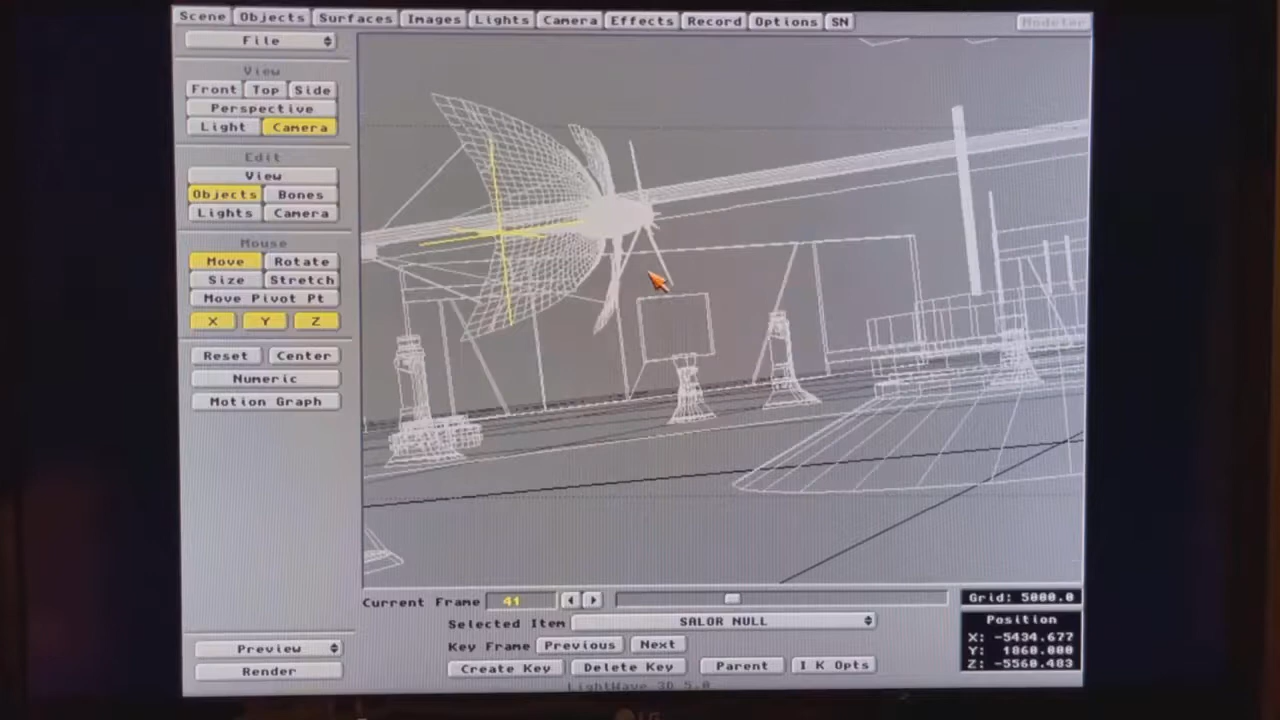 Scene Objects Surfaces Images Lights Camera Effects Record Options SN Modeler
File
View
Front Top Side
Perspective
Light Camera
Edit
View
Objects Bones
Lights Camera
Mouse
Move Rotate
Size Stretch
Move Pivot Pt
X Y Z
Reset Center
Numeric
Motion Graph
Current Frame 41
Grid: 5000.0
Selected Item SALOR NULL
Position
X: -5434.677
Y: 1860.000
Z: -5560.483
Key Frame Previous Next
Preview
Create Key Delete Key Parent I K Opts
Render
LightWave 3D 5.0
LG